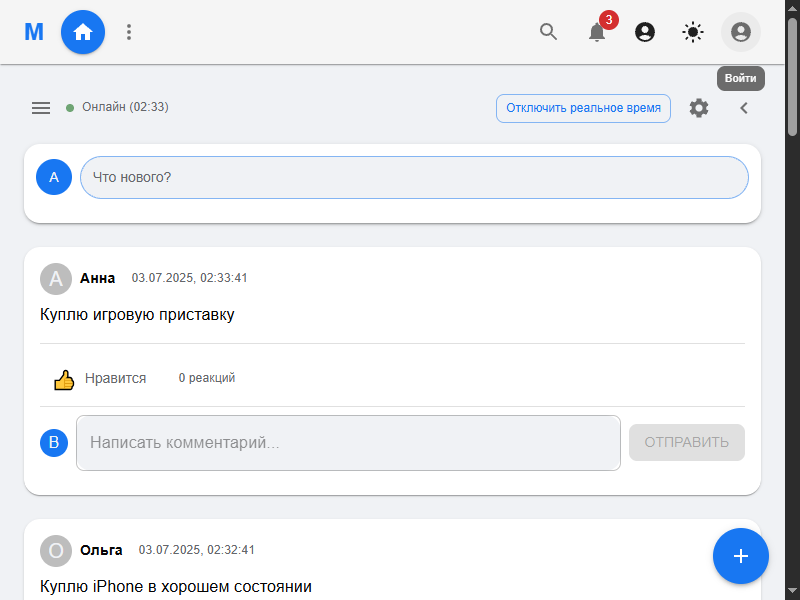 M
3
Войти
Онлайн (02:33)
Отключить реальное время
A
Что нового?
A
Анна
03.07.2025, 02:33:41
Куплю игровую приставку
Нравится
0 реакций
B
Написать комментарий...
ОТПРАВИТЬ
О
Ольга
03.07.2025, 02:32:41
Куплю iPhone в хорошем состоянии